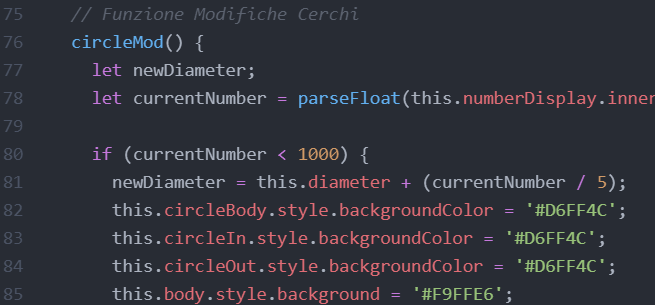 75 // Funzione Modifiche Cerchi
76 circleMod() {
77 let newDiameter;
78 let currentNumber = parseFloat(this.numberDisplay.inner
79
80 if (currentNumber < 1000) {
81 newDiameter = this.diameter + (currentNumber / 5);
82 this.circleBody.style.backgroundColor = '#D6FF4C';
83 this.circleIn.style.backgroundColor = '#D6FF4C';
84 this.circleOut.style.backgroundColor = '#D6FF4C';
85 this.body.style.background = '#F9FFE6';